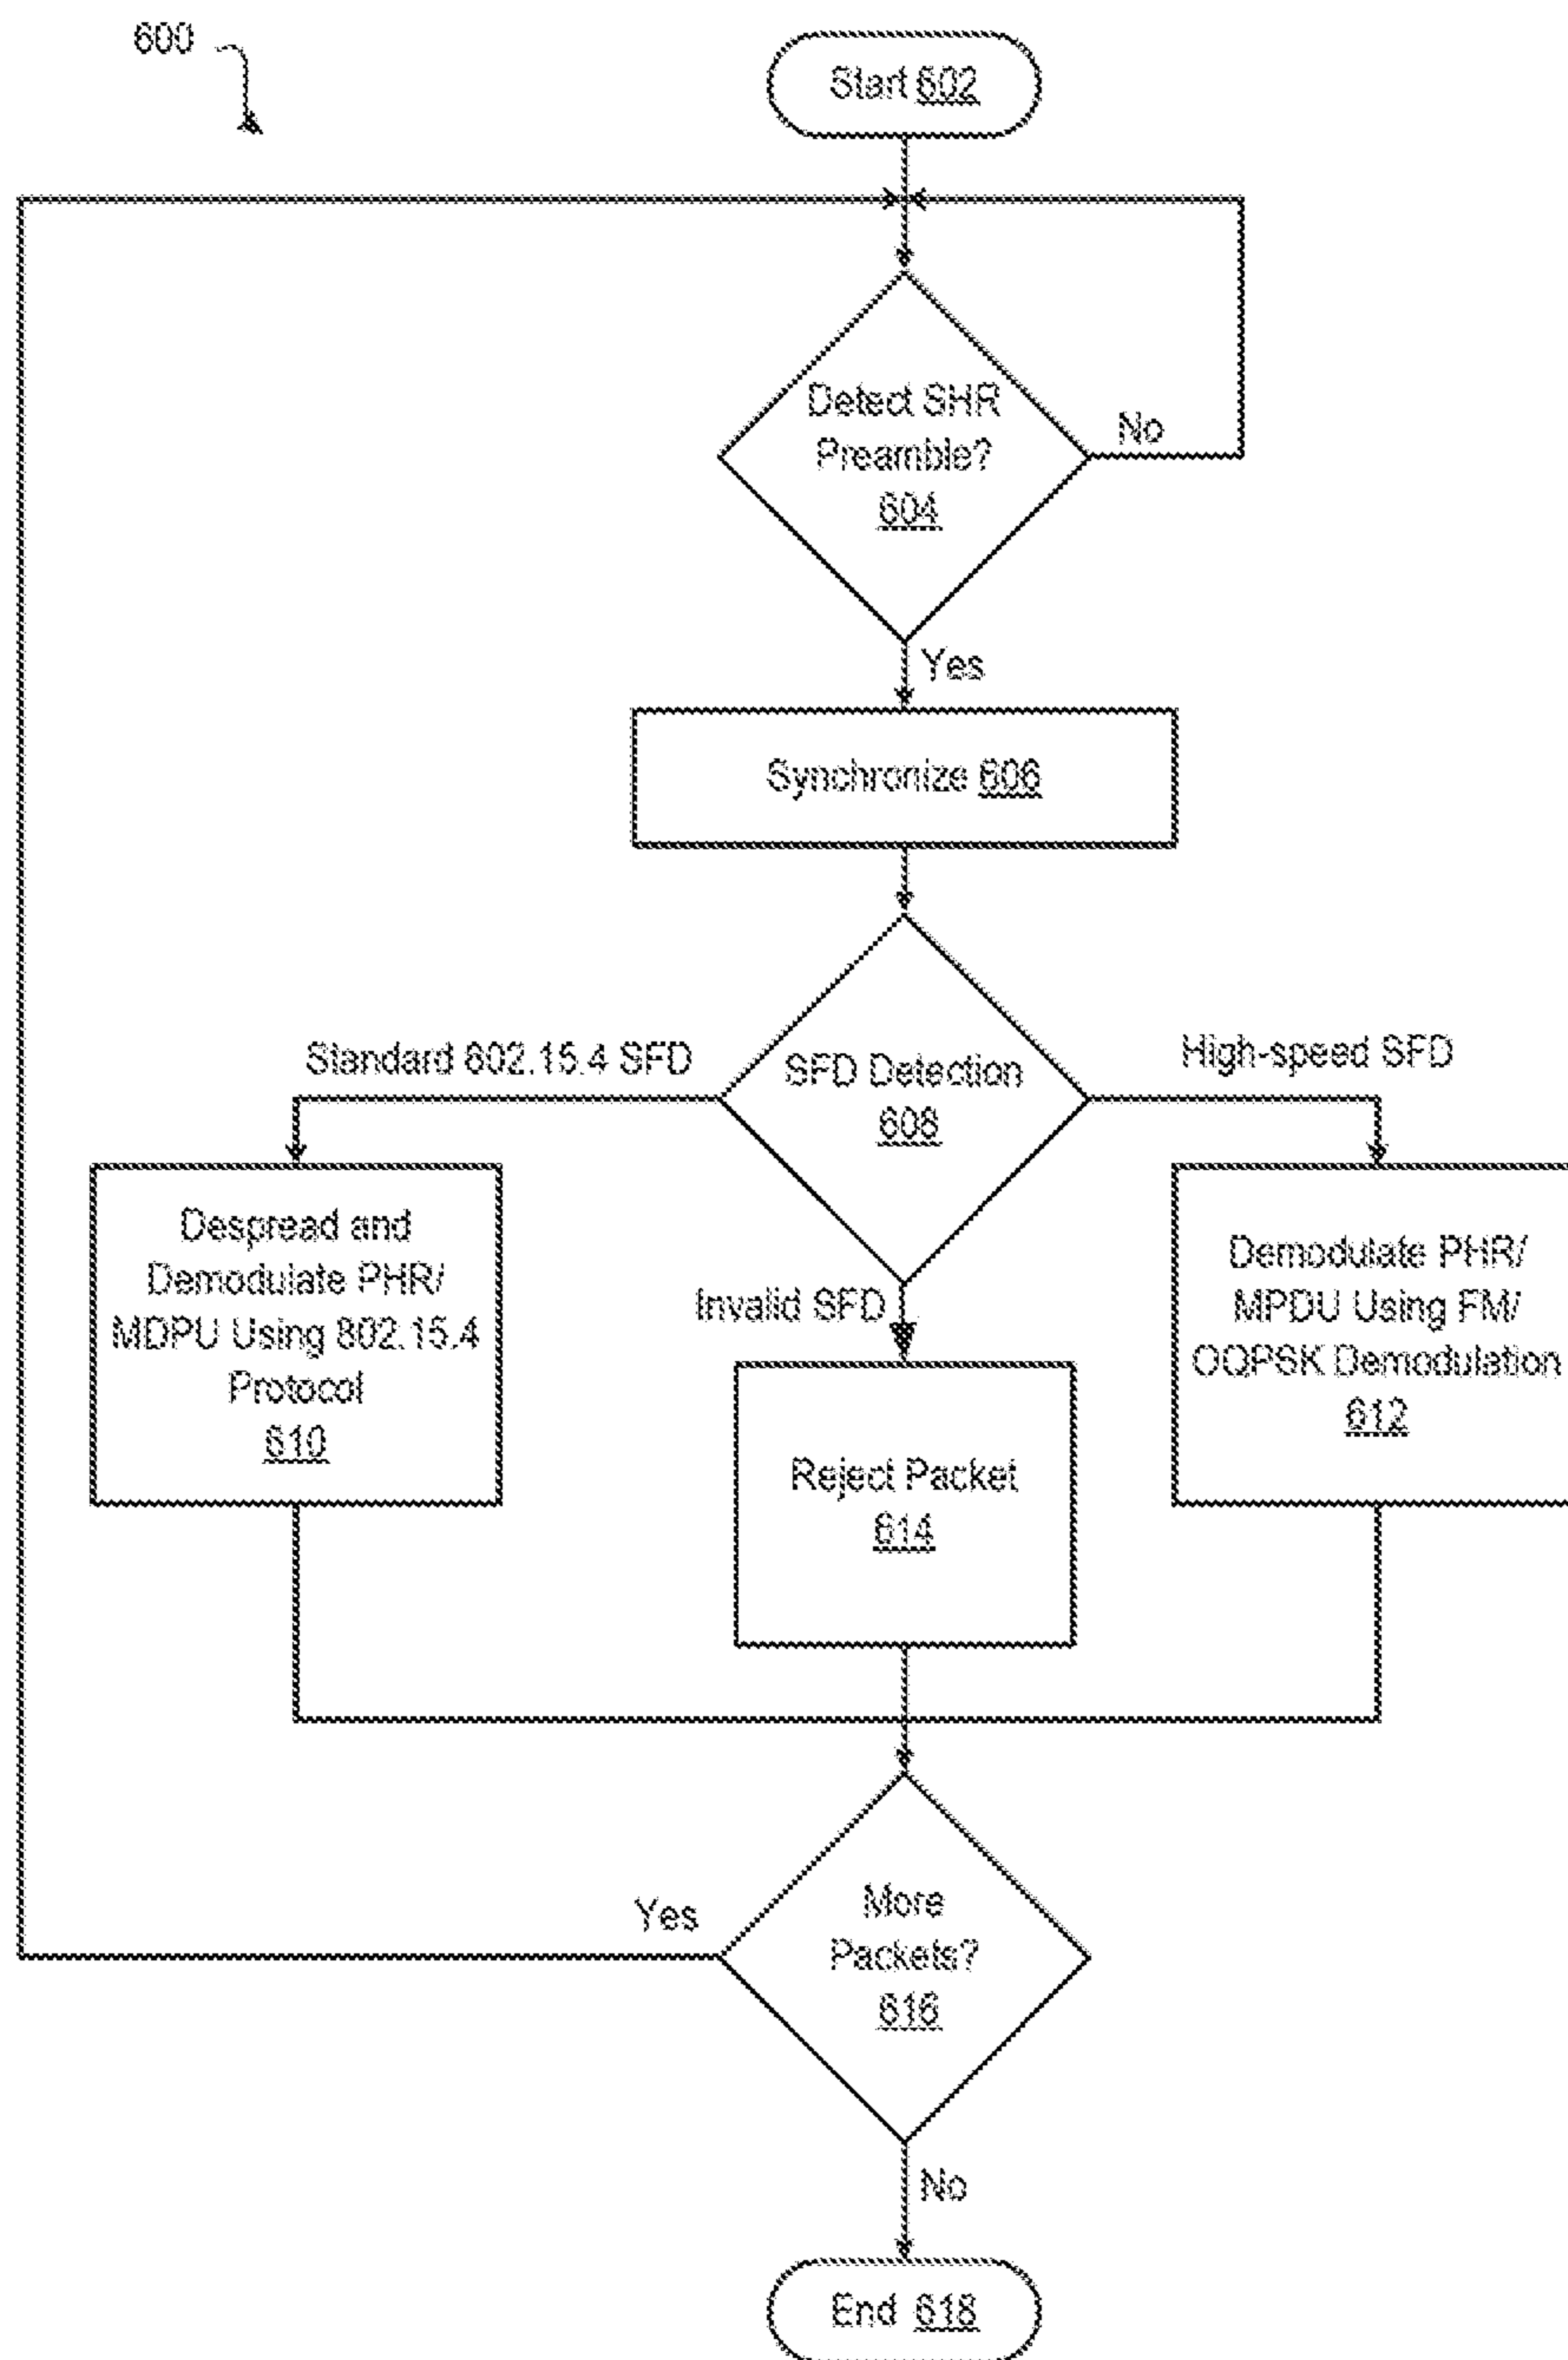 600
Start 602
Detect SHR
Preamble?
604
No
Yes
Synchronize 606
Standard 802.15.4 SFD
SFD Detection
608
High-speed SFD
Despread and
Demodulate PHR/
MDPU Using 802.15.4
Protocol
610
Invalid SFD
Demodulate PHR/
MPDU Using FM/
OQPSK Demodulation
612
Reject Packet
614
Yes
More
Packets?
616
No
End 618